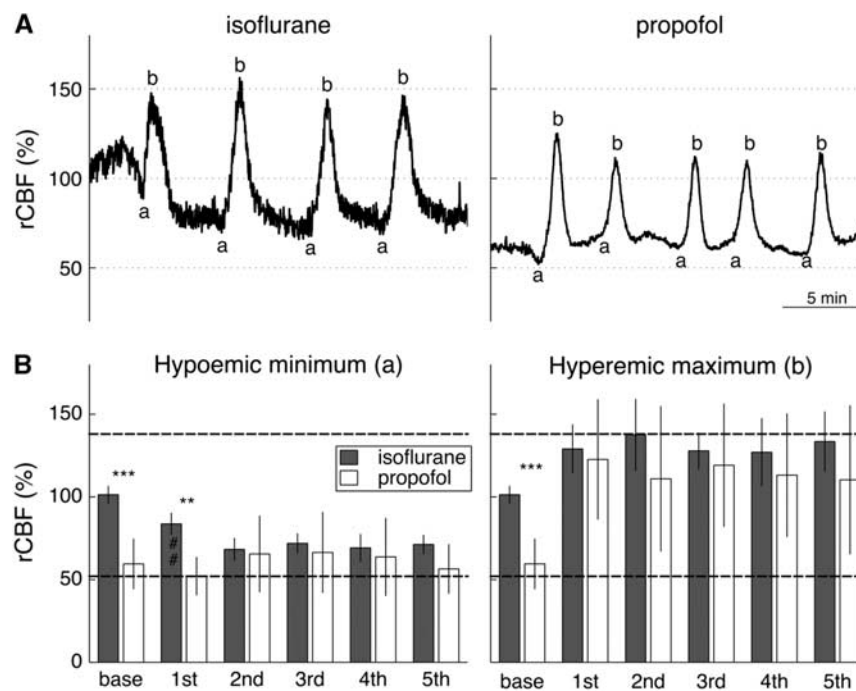 A
isoflurane
propofol
rCBF (%)
150
100
50
b
b
b
b
a
a
a
a
b
b
b
b
b
a
a
a
a
a
5 min
B
Hypoemic minimum (a)
Hyperemic maximum (b)
rCBF (%)
150
100
50
0
***
**
#
#
isoflurane
propofol
***
base
1st
2nd
3rd
4th
5th
base
1st
2nd
3rd
4th
5th